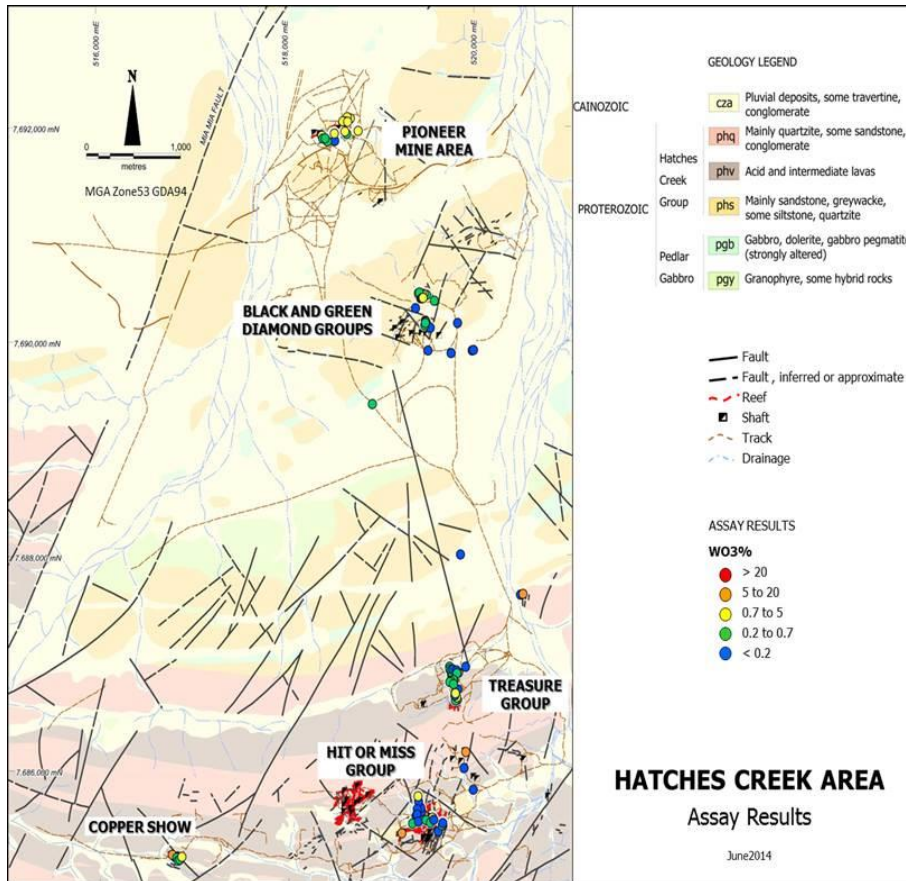 516,000 mE
518,000 mE
520,000 mE
N
0 1,000
metres
MGA Zone53 GDA94
MIA MIA FAULT
7,692,000 mN
PIONEER
MINE AREA
BLACK AND GREEN
DIAMOND GROUPS
7,690,000 mN
7,688,000 mN
TREASURE
GROUP
HIT OR MISS
GROUP
7,686,000 mN
COPPER SHOW
GEOLOGY LEGEND
CAINOZOIC
cza Pluvial deposits, some travertine,
conglomerate
PROTEROZOIC
Hatches
Creek
Group
phq Mainly quartzite, some sandstone,
conglomerate
phv Acid and intermediate lavas
phs Mainly sandstone, greywacke,
some siltstone, quartzite
Pedlar
Gabbro
pgb Gabbro, dolerite, gabbro pegmatite
(strongly altered)
pgy Granophyre, some hybrid rocks
Fault
Fault , inferred or approximate
Reef
Shaft
Track
Drainage
ASSAY RESULTS
WO3%
> 20
5 to 20
0.7 to 5
0.2 to 0.7
< 0.2
HATCHES CREEK AREA
Assay Results
June2014